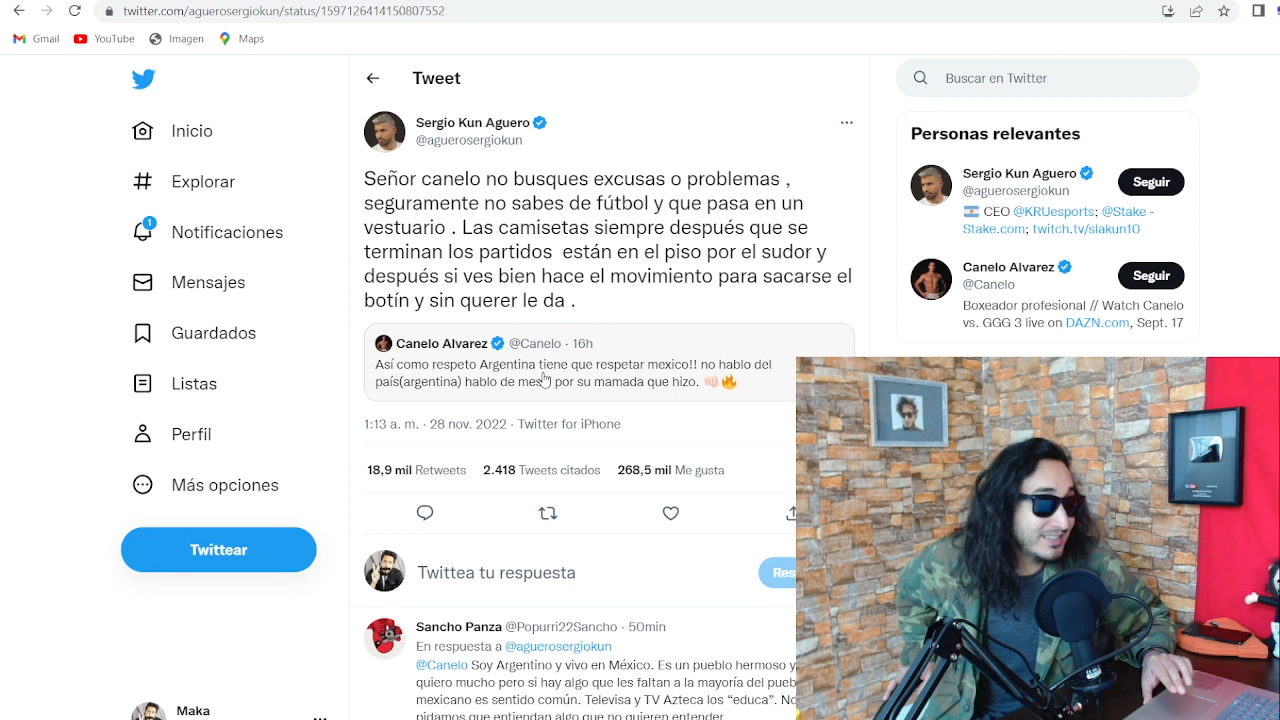 twitter.com/aguerosergiokun/status/1597126414150807552
Gmail
YouTube
Imagen
Maps
Inicio
Explorar
1
Notificaciones
Mensajes
Guardados
Listas
Perfil
Más opciones
Twittear
Maka
Tweet
Sergio Kun Aguero
@aguerosergiokun
Señor canelo no busques excusas o problemas ,
seguramente no sabes de fútbol y que pasa en un
vestuario . Las camisetas siempre después que se
terminan los partidos están en el piso por el sudor y
después si ves bien hace el movimiento para sacarse el
botín y sin querer le da .
Canelo Alvarez @Canelo · 16h
Así como respeto Argentina tiene que respetar mexico!! no hablo del
país(argentina) hablo de mes por su mamada que hizo. 👊🏻🔥
1:13 a. m. · 28 nov. 2022 · Twitter for iPhone
18,9 mil Retweets 2.418 Tweets citados 268,5 mil Me gusta
Twittea tu respuesta
Res
Sancho Panza @Popurri22Sancho · 50min
En respuesta a @aguerosergiokun
@Canelo Soy Argentino y vivo en México. Es un pueblo hermoso y
quiero mucho pero si hay algo que les faltan a la mayoría del pueb
mexicano es sentido común. Televisa y TV Azteca los “educa”. No
pidamos que entiendan algo que no quieren entender
Buscar en Twitter
Personas relevantes
Sergio Kun Aguero
@aguerosergiokun
Seguir
🇦🇷 CEO @KRUesports; @Stake -
Stake.com; twitch.tv/slakun10
Canelo Alvarez
@Canelo
Seguir
Boxeador profesional // Watch Canelo
vs. GGG 3 live on DAZN.com, Sept. 17